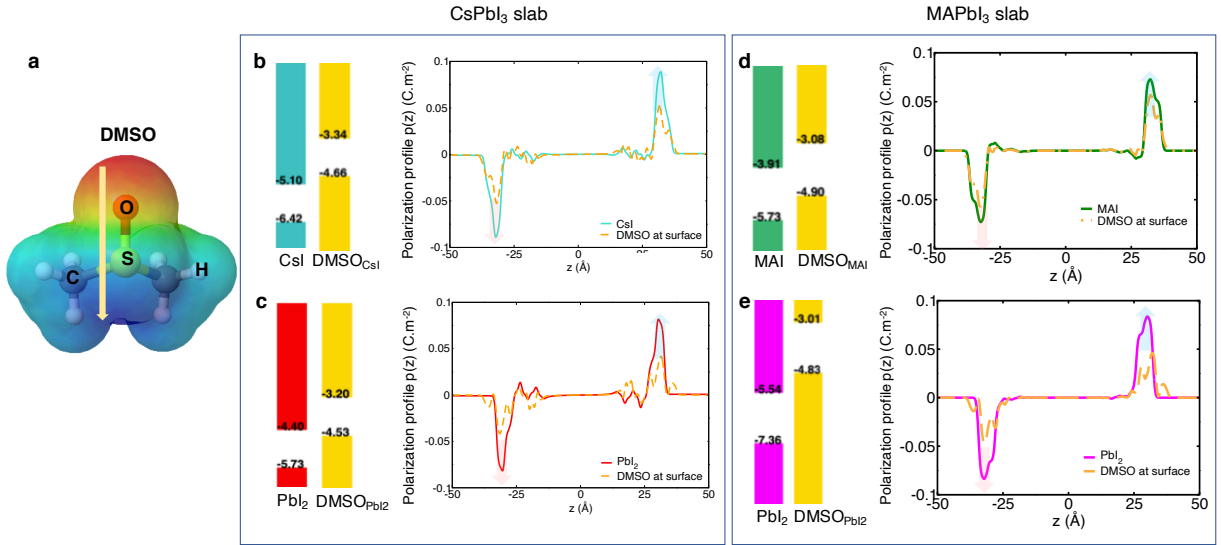 CsPbI₃ slab
MAPbI₃ slab
a
DMSO
O
S
C
H
b
-3.34
-4.66
-5.10
-6.42
CsI
DMSO_CsI
Polarization profile p(z) (C.m⁻²)
0.1
0.05
0
-0.05
-0.1
-50
-25
0
25
50
z (Å)
CsI
DMSO at surface
c
-3.20
-4.40
-4.53
-5.73
PbI₂
DMSO_PbI2
Polarization profile p(z) (C.m⁻²)
0.1
0.05
0
-0.05
-0.1
-50
-25
0
25
50
z (Å)
PbI₂
DMSO at surface
d
-3.08
-3.91
-4.90
-5.73
MAI
DMSO_MAI
Polarization profile p(z) (C.m⁻²)
0.1
0.05
0
-0.05
-0.1
-50
-25
0
25
50
z (Å)
MAI
DMSO at surface
e
-3.01
-4.83
-5.54
-7.36
PbI₂
DMSO_PbI2
Polarization profile p(z) (C.m⁻²)
0.1
0.05
0
-0.05
-0.1
-50
-25
0
25
50
z (Å)
PbI₂
DMSO at surface